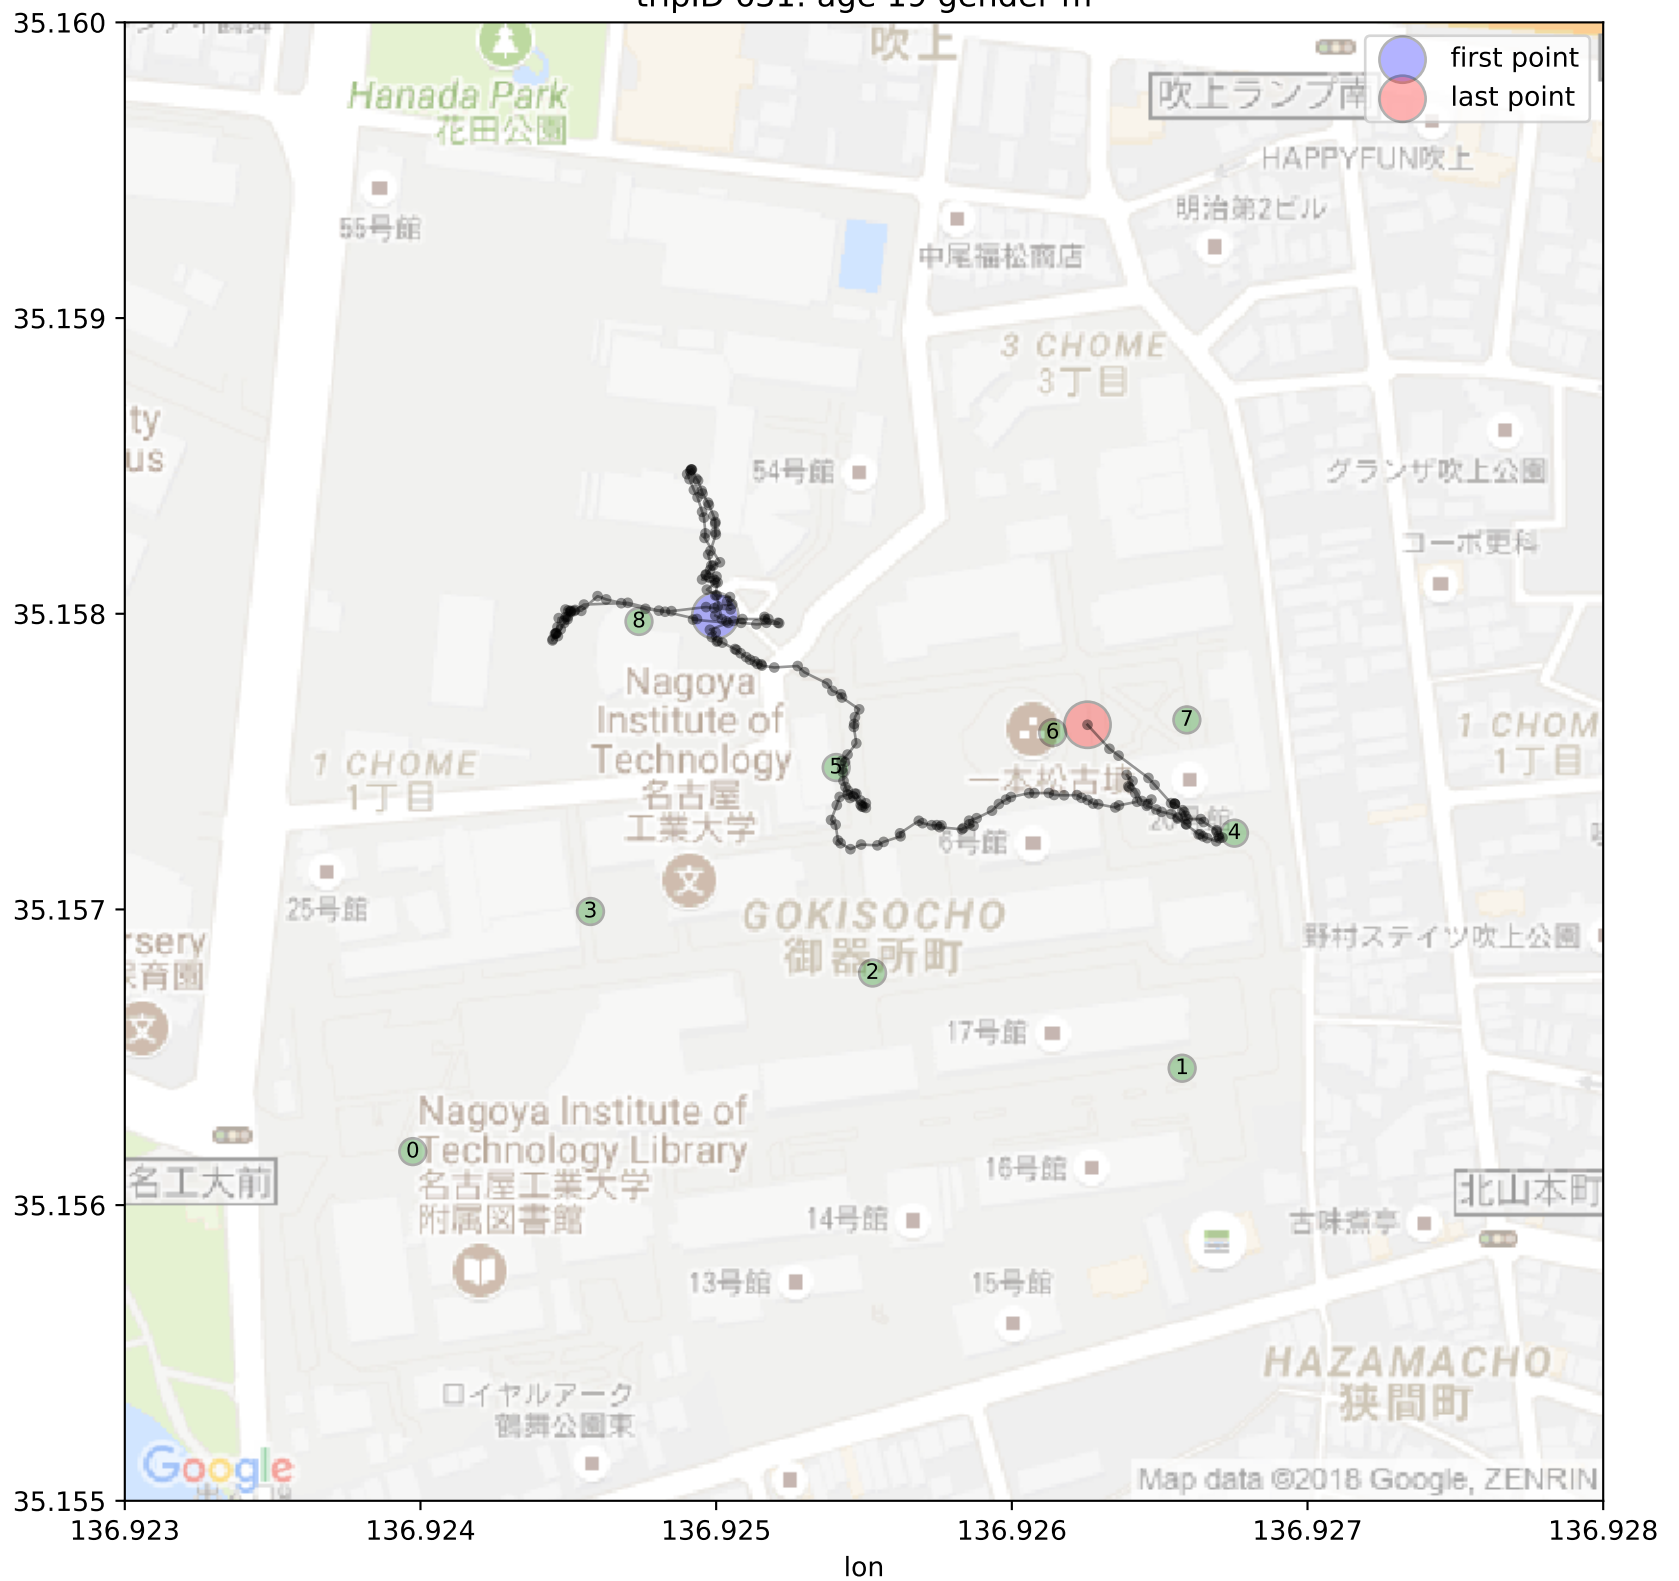 tripID 631: age 19 gender m
35.160
吹上
first point
last point
Hanada Park
花田公園
吹上ランプ南
HAPPYFUN吹上
55号館
明治第2ビル
中尾福松商店
35.159
3 CHOME
3丁目
ty
us
54号館
グランザ吹上公園
コーポ更科
35.158
8
Nagoya
Institute of
Technology
名古屋
工業大学
7
6
5
一本松古墳
1 CHOME
1丁目
1 CHOM
1丁目
4
6号館
25号館
3
35.157
GOKISOCHO
御器所町
2
rsery
保育園
野村ステイツ吹上公園
17号館
1
Nagoya Institute of
Technology Library
名古屋工業大学
附属図書館
0
名工大前
16号館
北山本町
35.156
14号館
古味煮亭
13号館
15号館
HAZAMACHO
狭間町
ロイヤルアーク
鶴舞公園東
Google
Map data ©2018 Google, ZENRIN
35.155
136.923
136.924
136.925
136.926
136.927
136.928
lon